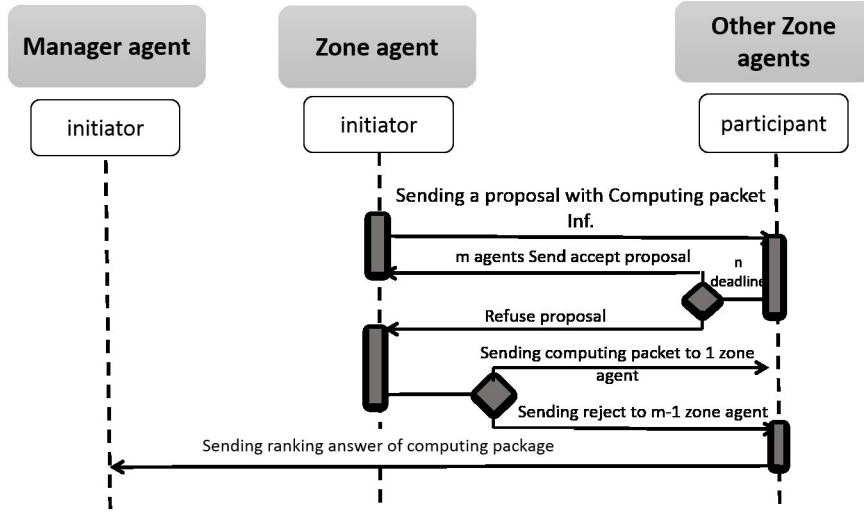 Manager agent
Zone agent
Other Zone
agents
initiator
initiator
participant
Sending a proposal with Computing packet
Inf.
m agents Send accept proposal
n
deadline
Refuse proposal
Sending computing packet to 1 zone
agent
Sending reject to m-1 zone agent
Sending ranking answer of computing package